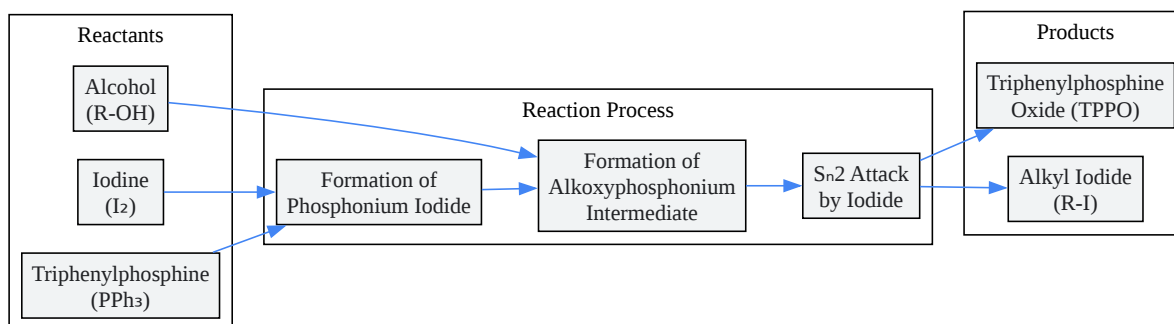 Reactants
Alcohol
(R-OH)
Iodine
(I₂)
Triphenylphosphine
(PPh₃)
Reaction Process
Formation of
Phosphonium Iodide
Formation of
Alkoxyphosphonium
Intermediate
Sₙ2 Attack
by Iodide
Products
Triphenylphosphine
Oxide (TPPO)
Alkyl Iodide
(R-I)